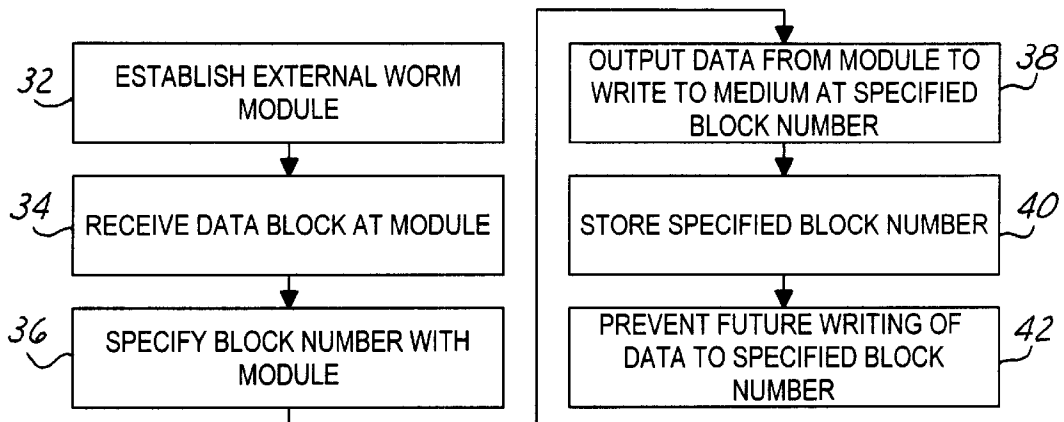 32
ESTABLISH EXTERNAL WORM
MODULE
34
RECEIVE DATA BLOCK AT MODULE
36
SPECIFY BLOCK NUMBER WITH
MODULE
OUTPUT DATA FROM MODULE TO
WRITE TO MEDIUM AT SPECIFIED
BLOCK NUMBER
38
STORE SPECIFIED BLOCK NUMBER
40
PREVENT FUTURE WRITING OF
DATA TO SPECIFIED BLOCK
NUMBER
42